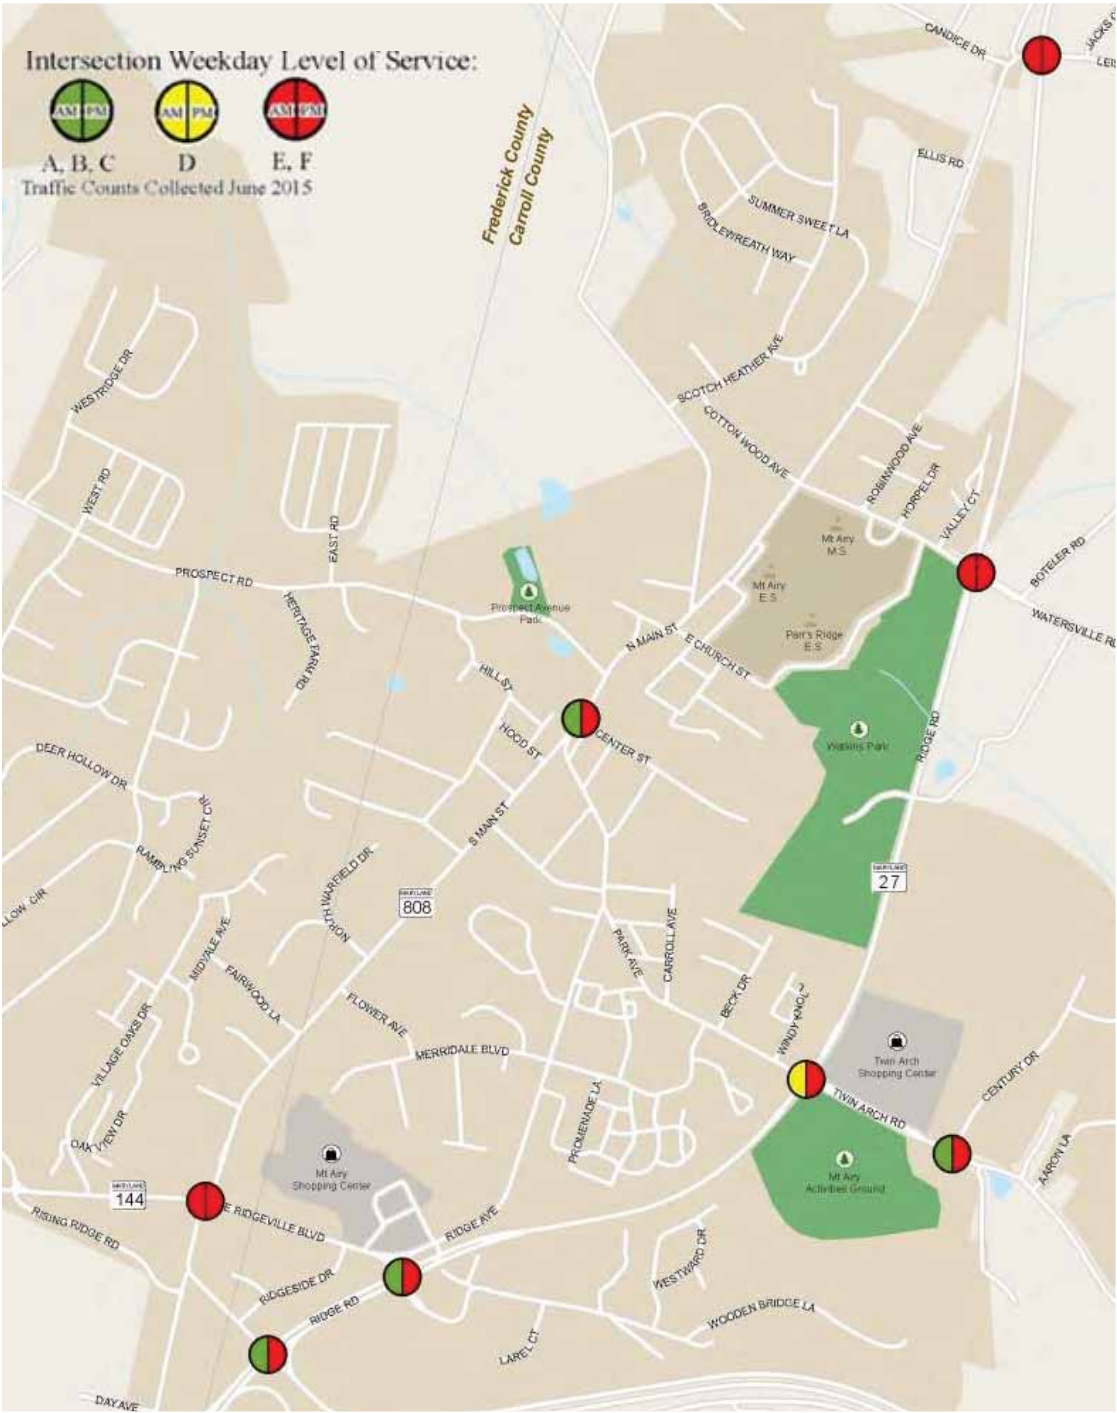 Intersection Weekday Level of Service:
AM PM
AM PM
AM PM
A, B, C
D
E, F
Traffic Counts Collected June 2015
Frederick County
Carroll County
CANDICE DR
ELLIS RD
SUMMER SWEET LA
BRIDLEWREATH WAY
SCOTCH HEATHER AVE
COTTON WOOD AVE
ROBINWOOD AVE
HORPEL DR
VALLEY CT
BOTELER RD
WESTRIDGE DR
WEST RD
EAST RD
PROSPECT RD
HERITAGE FARM RD
Prospect Avenue
Park
Mt Airy
M.S.
Mt Airy
E.S.
Parr's Ridge
E.S.
N MAIN ST
E CHURCH ST
HILL ST
HOOD ST
CENTER ST
Watkins Park
RIDGE RD
DEER HOLLOW DR
RAMBLING SUNSET CIR
S MAIN ST
NORTH WARFIELD DR
MARYLAND
808
MARYLAND
27
MIDVALE AVE
FAIRWOOD LA
FLOWER AVE
PARK AVE
CARROLL AVE
BECK DR
VILLAGE OAKS DR
MERRIDALE BLVD
Twin Arch
Shopping Center
CENTURY DR
TWIN ARCH RD
OAK VIEW DR
PROMENADE LA
AARON LA
Mt Airy
Shopping Center
Mt Airy
Activities Ground
MARYLAND
144
E RIDGEVILLE BLVD
RISING RIDGE RD
RIDGE AVE
RIDGESIDE DR
RIDGE RD
WESTWARD DR
WOODEN BRIDGE LA
LAREL CT
DAY AVE